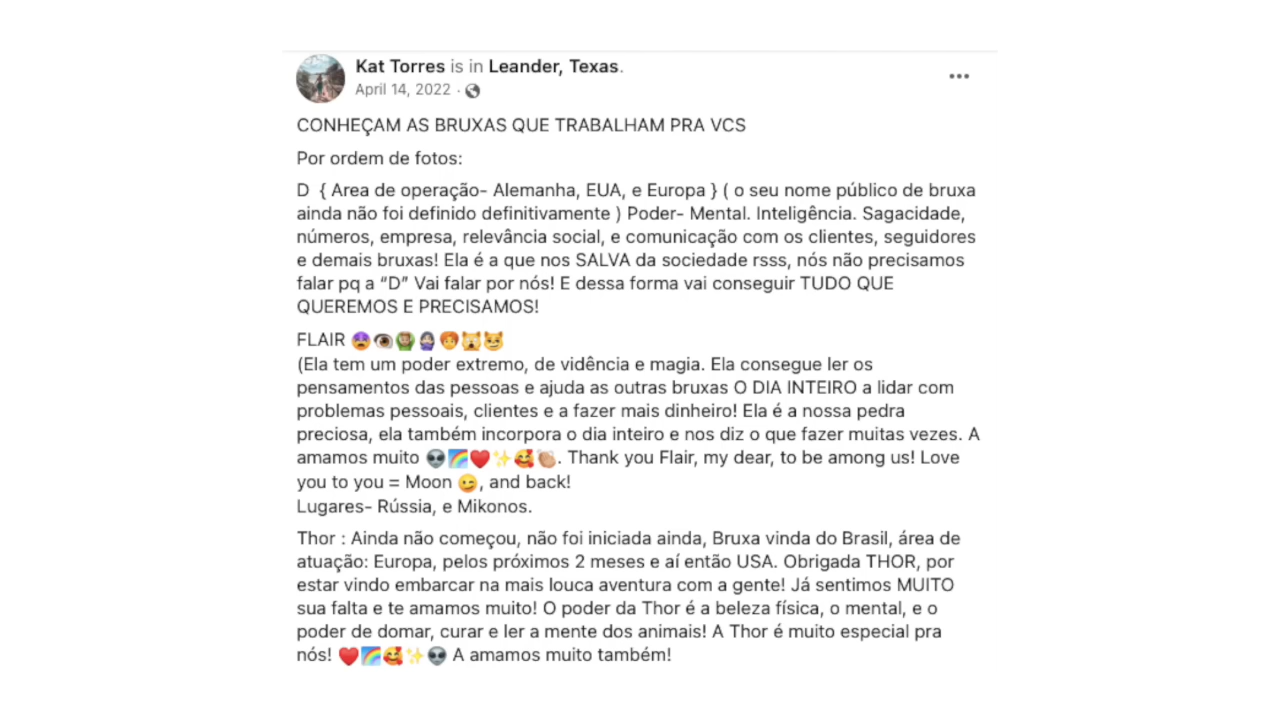 Kat Torres is in Leander, Texas.
April 14, 2022 ·
CONHEÇAM AS BRUXAS QUE TRABALHAM PRA VCS
Por ordem de fotos:
D { Area de operação- Alemanha, EUA, e Europa } ( o seu nome público de bruxa
ainda não foi definido definitivamente ) Poder- Mental. Inteligência. Sagacidade,
números, empresa, relevância social, e comunicação com os clientes, seguidores
e demais bruxas! Ela é a que nos SALVA da sociedade rsss, nós não precisamos
falar pq a “D” Vai falar por nós! E dessa forma vai conseguir TUDO QUE
QUEREMOS E PRECISAMOS!
FLAIR 😨👁️🧝🧕🧑‍🦰🙀😼
(Ela tem um poder extremo, de vidência e magia. Ela consegue ler os
pensamentos das pessoas e ajuda as outras bruxas O DIA INTEIRO a lidar com
problemas pessoais, clientes e a fazer mais dinheiro! Ela é a nossa pedra
preciosa, ela também incorpora o dia inteiro e nos diz o que fazer muitas vezes. A
amamos muito 👽🌈♥️✨🥰👏🏼. Thank you Flair, my dear, to be among us! Love
you to you = Moon 😜, and back!
Lugares- Rússia, e Mikonos.
Thor : Ainda não começou, não foi iniciada ainda, Bruxa vinda do Brasil, área de
atuação: Europa, pelos próximos 2 meses e aí então USA. Obrigada THOR, por
estar vindo embarcar na mais louca aventura com a gente! Já sentimos MUITO
sua falta e te amamos muito! O poder da Thor é a beleza física, o mental, e o
poder de domar, curar e ler a mente dos animais! A Thor é muito especial pra
nós! ♥️🌈🥰✨👽 A amamos muito também!